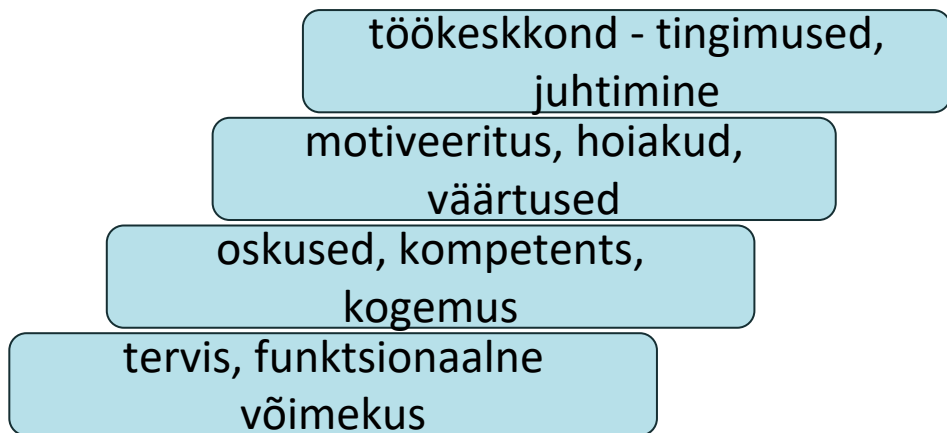 töökeskkond - tingimused,
juhtimine
motiveeritus, hoiakud,
väärtused
oskused, kompetents,
kogemus
tervis, funktsionaalne
võimekus